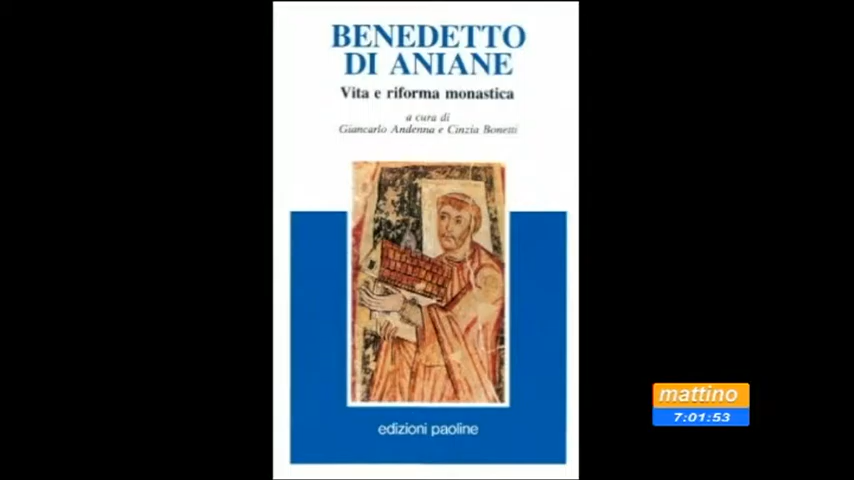 BENEDETTO
DI ANIANE
Vita e riforma monastica
a cura di
Giancarlo Andenna e Cinzia Bonetti
edizioni paoline
mattino
7:01:53